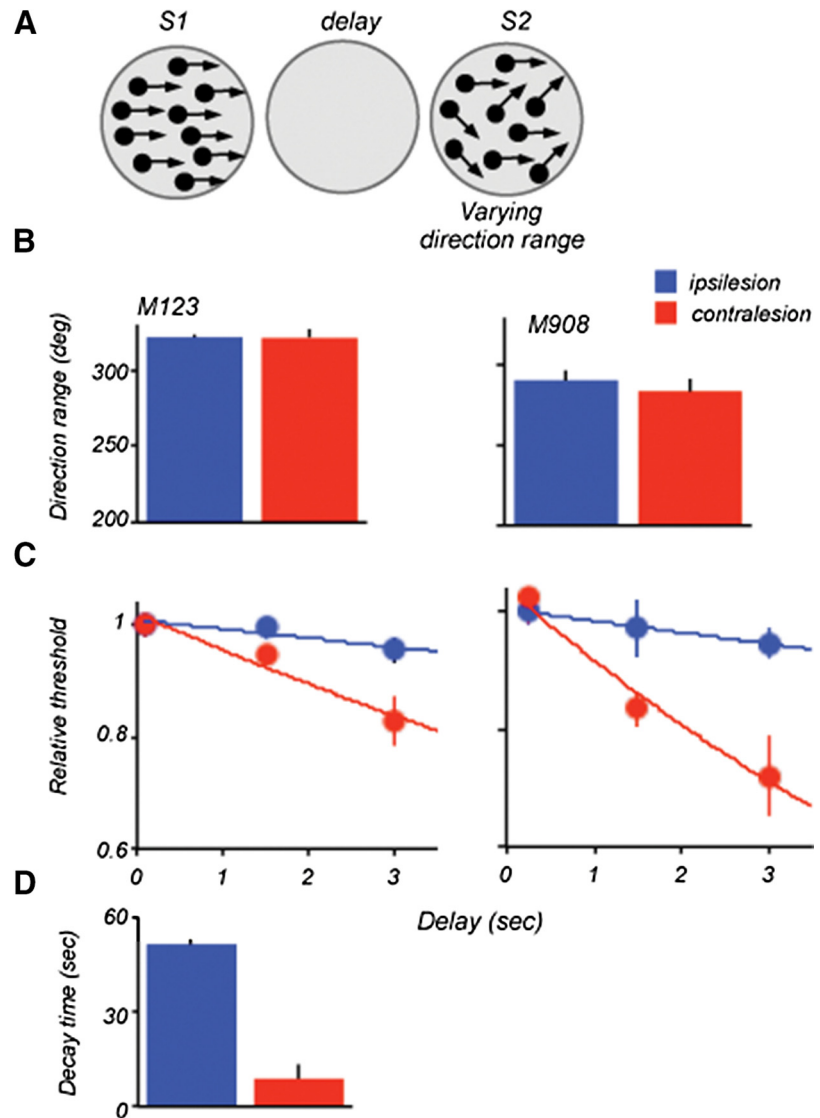 A
S1
delay
S2
Varying
direction range
B
ipsilesion
contralesion
M123
M908
Direction range (deg)
300
250
200
C
Relative threshold
1
0.8
0.6
0
1
2
3
0
1
2
3
Delay (sec)
D
Decay time (sec)
60
30
0